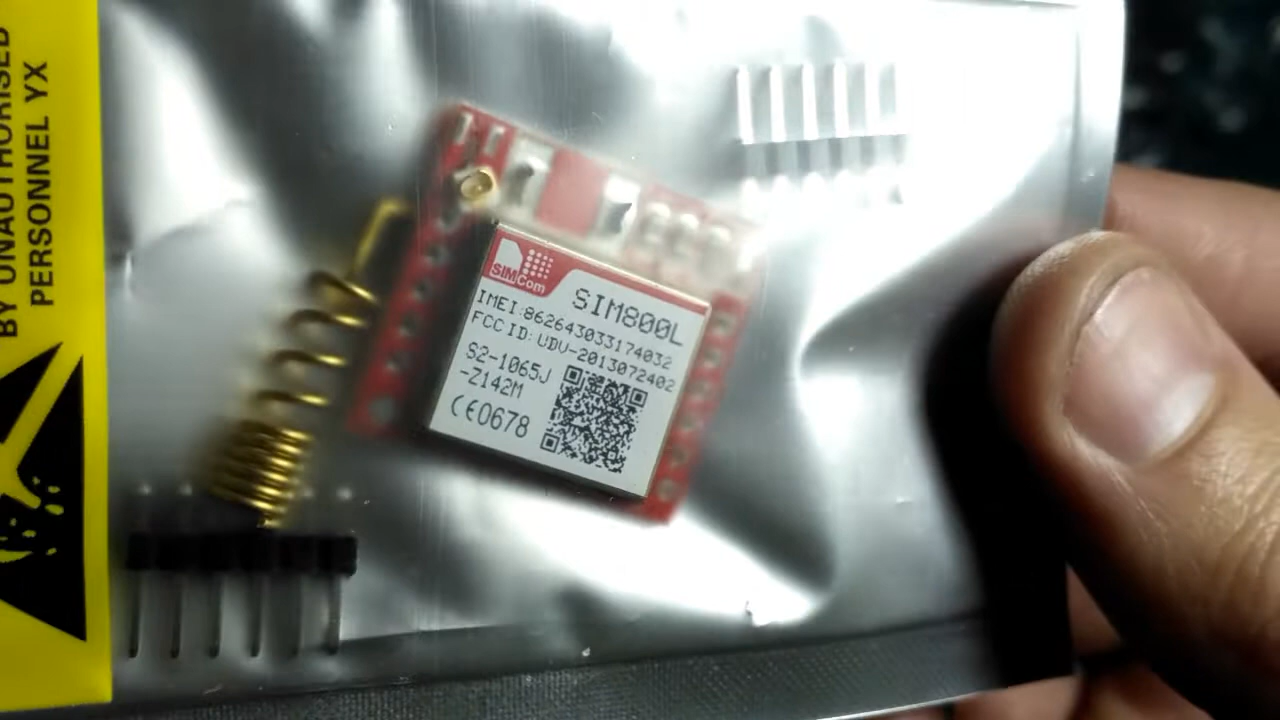 BY UNAUTHORISED
PERSONNEL YX
SIMCom
SIM800L
IMEI:862643033174032
FCC ID: UDV-2013072402
S2-1065J
-Z142M
CE0678